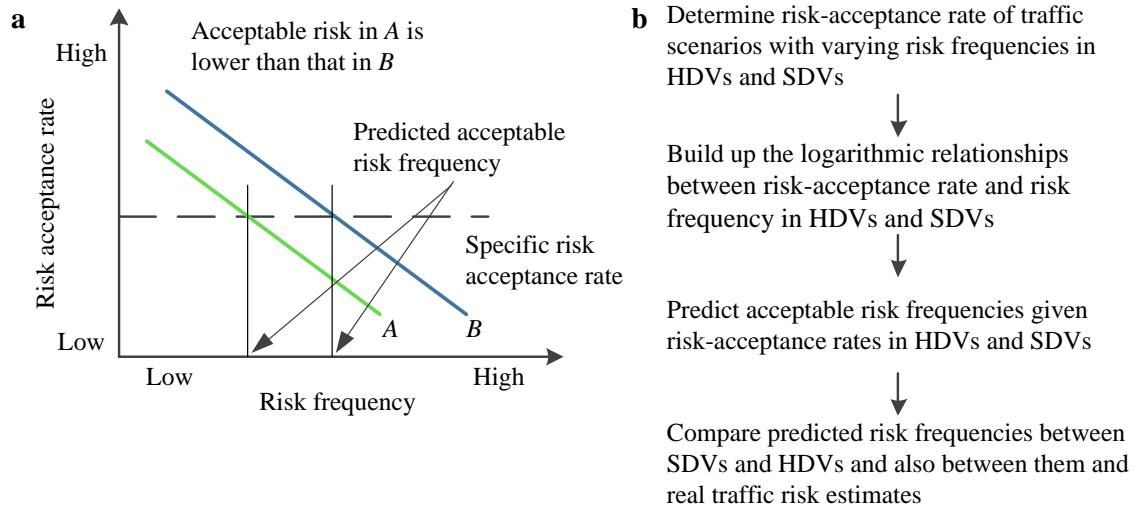 a
High
Acceptable risk in A is
lower than that in B
Risk acceptance rate
Predicted acceptable
risk frequency
Specific risk
acceptance rate
A
B
Low
Low
High
Risk frequency
b
Determine risk-acceptance rate of traffic
scenarios with varying risk frequencies in
HDVs and SDVs
Build up the logarithmic relationships
between risk-acceptance rate and risk
frequency in HDVs and SDVs
Predict acceptable risk frequencies given
risk-acceptance rates in HDVs and SDVs
Compare predicted risk frequencies between
SDVs and HDVs and also between them and
real traffic risk estimates